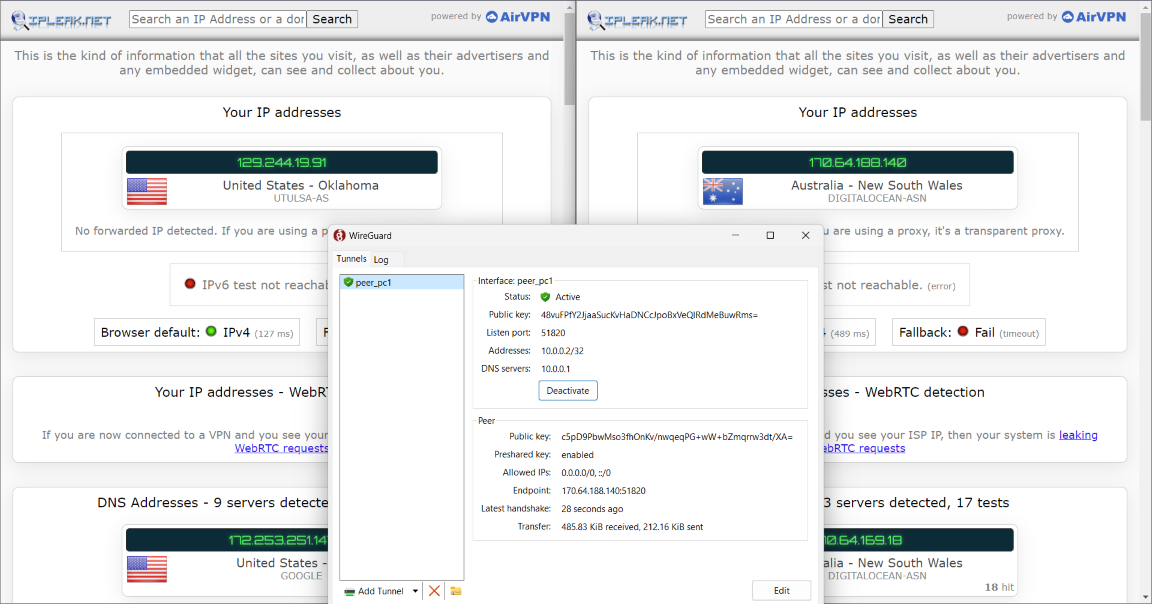 IPLEAK.NET
Search an IP Address or a dor
Search
powered by AirVPN
This is the kind of information that all the sites you visit, as well as their advertisers and
any embedded widget, can see and collect about you.
Your IP addresses
129.244.19.91
United States - Oklahoma
UTULSA-AS
No forwarded IP detected. If you are using a
IPv6 test not reachab
Browser default: IPv4 (127 ms)
Your IP addresses - WebRT
If you are now connected to a VPN and you see your
WebRTC requests
DNS Addresses - 9 servers detecte
172.253.251.14
United States -
GOOGLE
IPLEAK.NET
Search an IP Address or a dor
Search
powered by AirVPN
This is the kind of information that all the sites you visit, as well as their advertisers and
any embedded widget, can see and collect about you.
Your IP addresses
170.64.188.140
Australia - New South Wales
DIGITALOCEAN-ASN
are using a proxy, it's a transparent proxy.
not reachable. (error)
(489 ms)
Fallback: Fail (timeout)
- WebRTC detection
you see your ISP IP, then your system is leaking
requests
3 servers detected, 17 tests
0.64.169.18
alia - New South Wales
DIGITALOCEAN-ASN
18 hit
WireGuard
Tunnels Log
peer_pc1
Interface: peer_pc1
Status: Active
Public key: 48vuFPfY2JjaaSucKvHaDNCcJpoBxVeQlRdMeBuwRms=
Listen port: 51820
Addresses: 10.0.0.2/32
DNS servers: 10.0.0.1
Deactivate
Peer
Public key: c5pD9PbwMso3fhOnKv/nwqeqPG+wW+bZmqrrw3dt/XA=
Preshared key: enabled
Allowed IPs: 0.0.0.0/0, ::/0
Endpoint: 170.64.188.140:51820
Latest handshake: 28 seconds ago
Transfer: 485.83 KiB received, 212.16 KiB sent
Add Tunnel
Edit